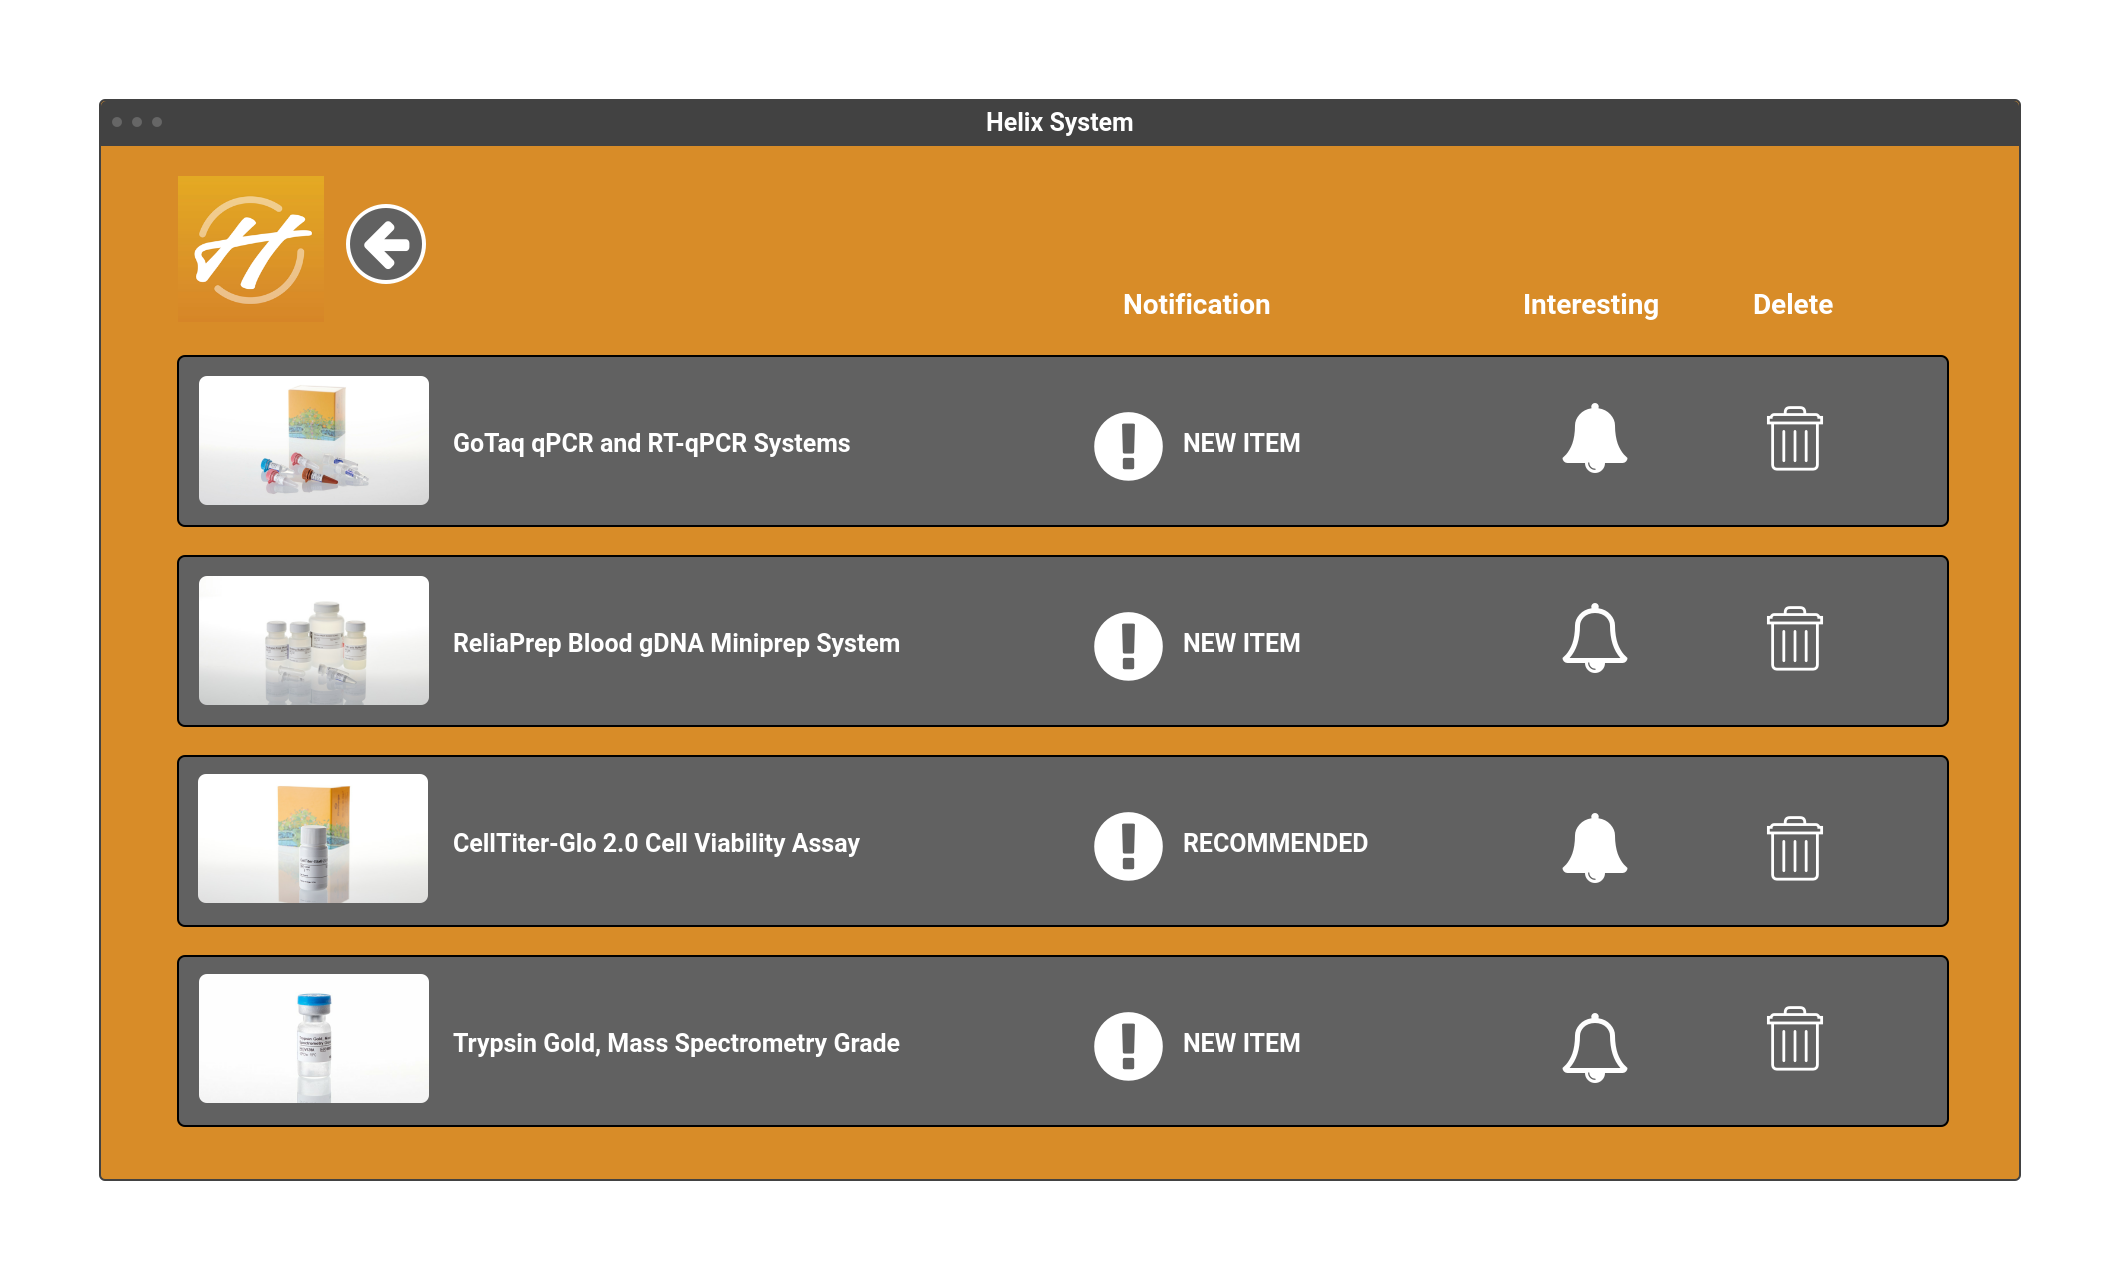 Helix System
H
Notification Interesting Delete
GoTaq qPCR and RT-qPCR Systems NEW ITEM
ReliaPrep Blood gDNA Miniprep System NEW ITEM
CellTiter-Glo 2.0 Cell Viability Assay RECOMMENDED
Trypsin Gold, Mass Spectrometry Grade NEW ITEM